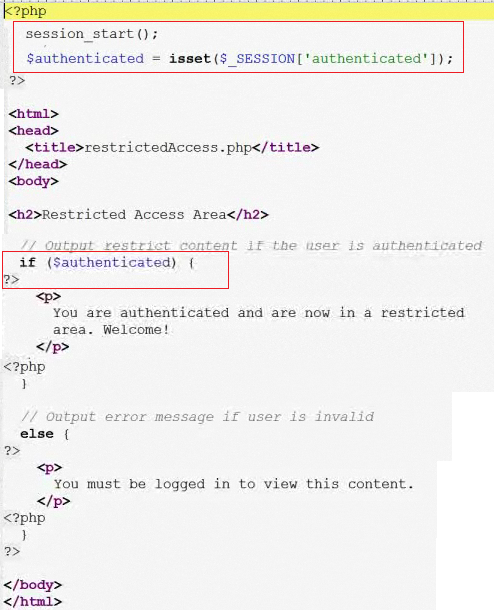 <?php
session_start();
$authenticated = isset($_SESSION['authenticated']);
?>
<html>
<head>
<title>restrictedAccess.php</title>
</head>
<body>
<h2>Restricted Access Area</h2>
// Output restrict content if the user is authenticated
if ($authenticated) {
?>
<p>
You are authenticated and are now in a restricted
area. Welcome!
</p>
<?php
}
// Output error message if user is invalid
else {
?>
<p>
You must be logged in to view this content.
</p>
<?php
}
?>
</body>
</html>